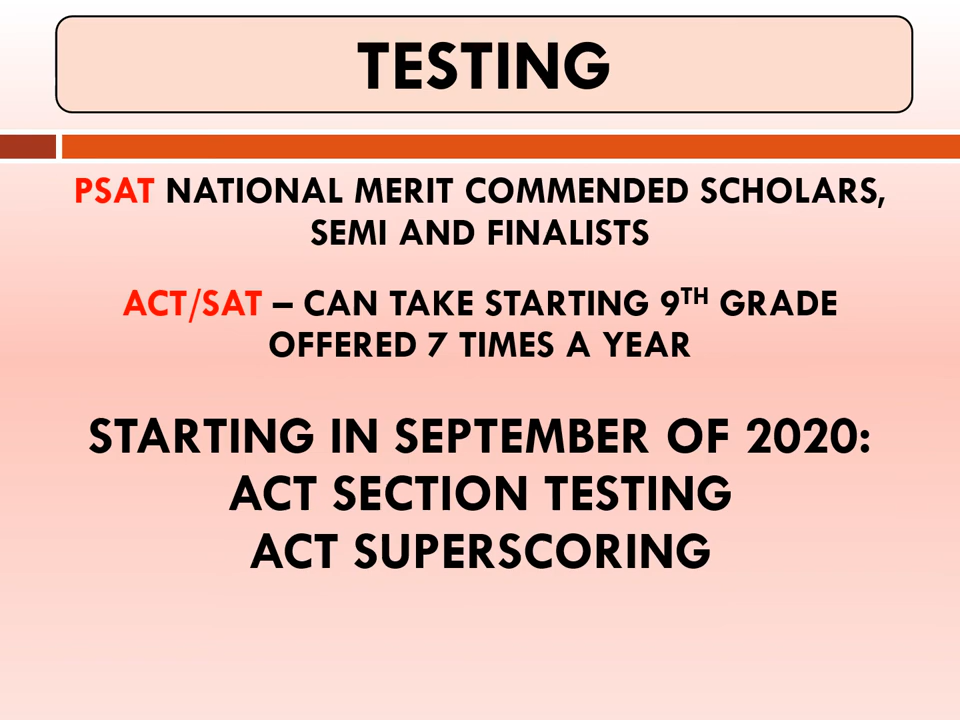 TESTING
PSAT NATIONAL MERIT COMMENDED SCHOLARS,
SEMI AND FINALISTS
ACT/SAT – CAN TAKE STARTING 9TH GRADE
OFFERED 7 TIMES A YEAR
STARTING IN SEPTEMBER OF 2020:
ACT SECTION TESTING
ACT SUPERSCORING